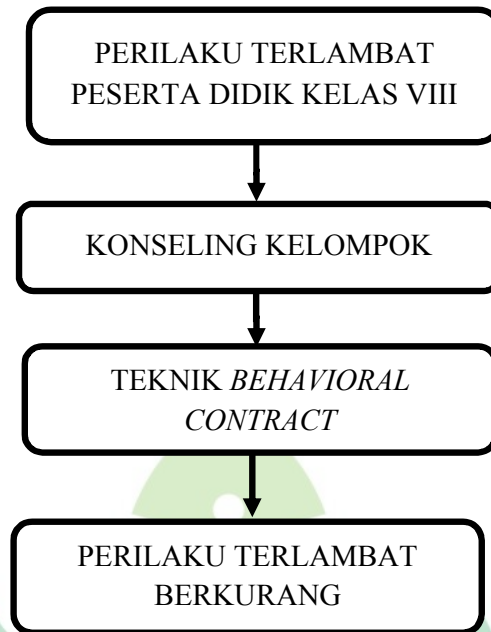 PERILAKU TERLAMBAT
PESERTA DIDIK KELAS VIII
KONSELING KELOMPOK
TEKNIK BEHAVIORAL
CONTRACT
PERILAKU TERLAMBAT
BERKURANG